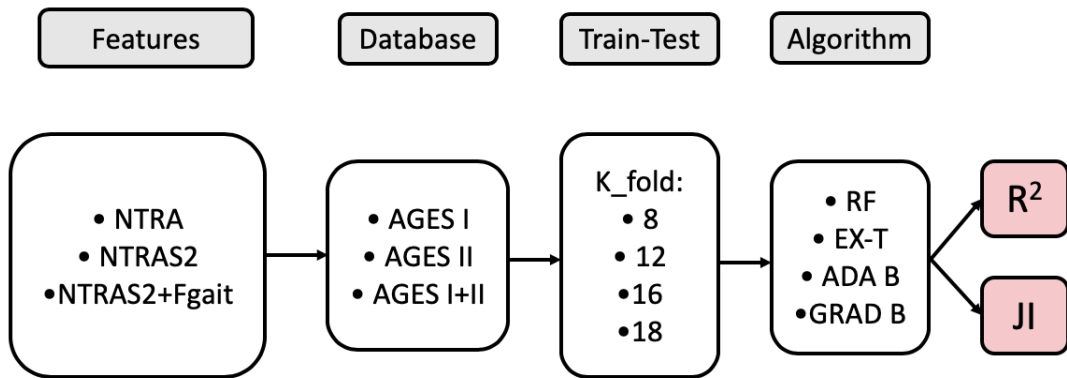 Features
Database
Train-Test
Algorithm
• NTRA
• NTRAS2
•NTRAS2+Fgait
• AGES I
• AGES II
• AGES I+II
K_fold:
• 8
• 12
•16
•18
• RF
• EX-T
• ADA B
•GRAD B
R²
JI